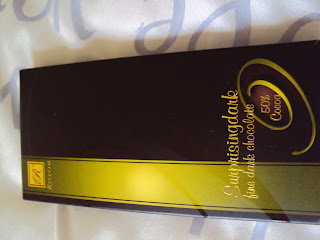 R
Surprisingdark
fine dark chocolate
50%
Cocoa